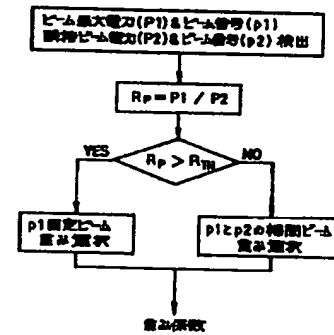 ビーム最大電力(P1)&ビーム番号(p1)
隣接ビーム電力(P2)&ビーム番号(p2) 検出
Rp=P1 / P2
YES
Rp > RTH
NO
p1固定ビーム
重み選択
p1とp2の補間ビーム
重み選択
重み係数